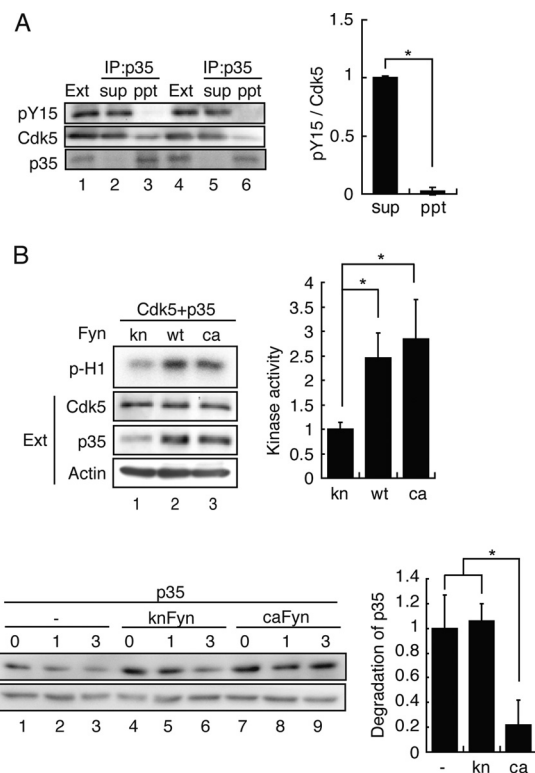 A
IP:p35 IP:p35
Ext sup ppt Ext sup ppt
pY15
Cdk5
p35
1 2 3 4 5 6
pY15 / Cdk5
1.5
1
0.5
0
*
sup ppt
B
Cdk5+p35
Fyn kn wt ca
p-H1
Ext
Cdk5
p35
Actin
1 2 3
Kinase activity
4
3.5
3
2.5
2
1.5
1
0.5
0
*
*
kn wt ca
p35
- knFyn caFyn
0 1 3 0 1 3 0 1 3
1 2 3 4 5 6 7 8 9
Degradation of p35
1.4
1.2
1
0.8
0.6
0.4
0.2
0
*
- kn ca